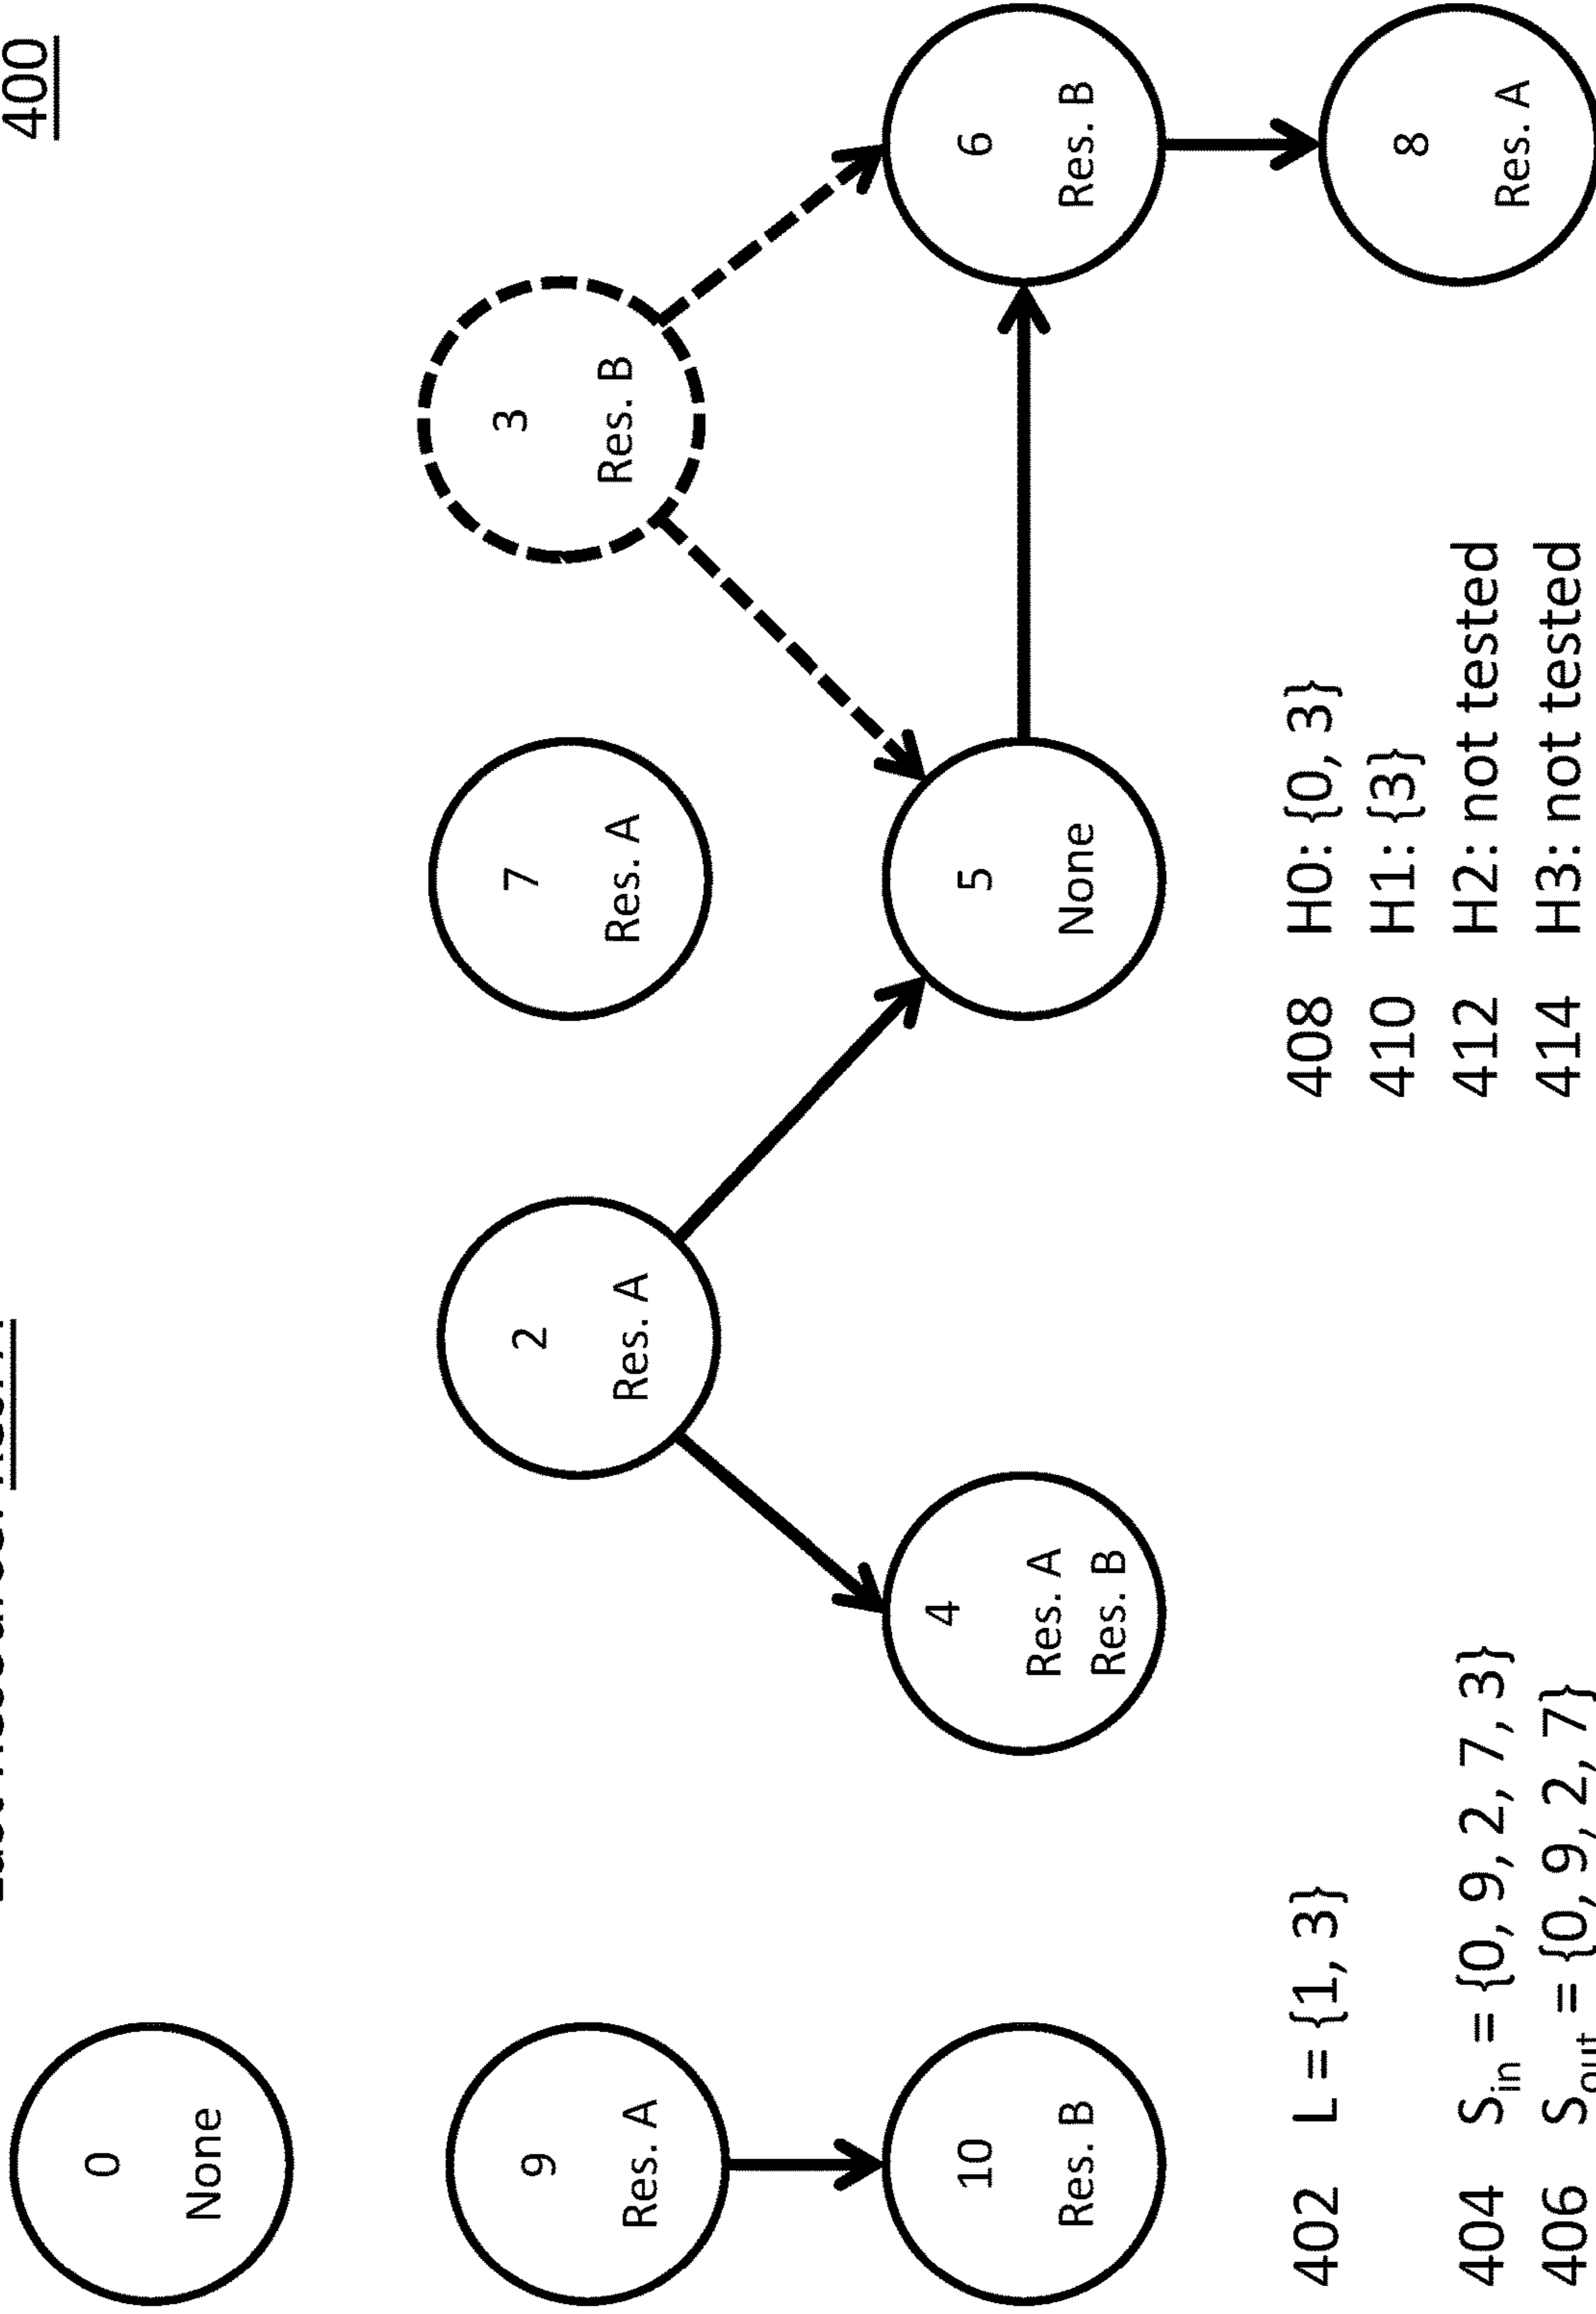 400
0
None
9
Res. A
2
Res. A
7
Res. A
3
Res. B
10
Res. B
4
Res. A
Res. B
5
None
6
Res. B
8
Res. A
402 L = {1, 3}
404 Sin = {0, 9, 2, 7, 3}
406 Sout = {0, 9, 2, 7}
408 H0: {0, 3}
410 H1: {3}
412 H2: not tested
414 H3: not tested